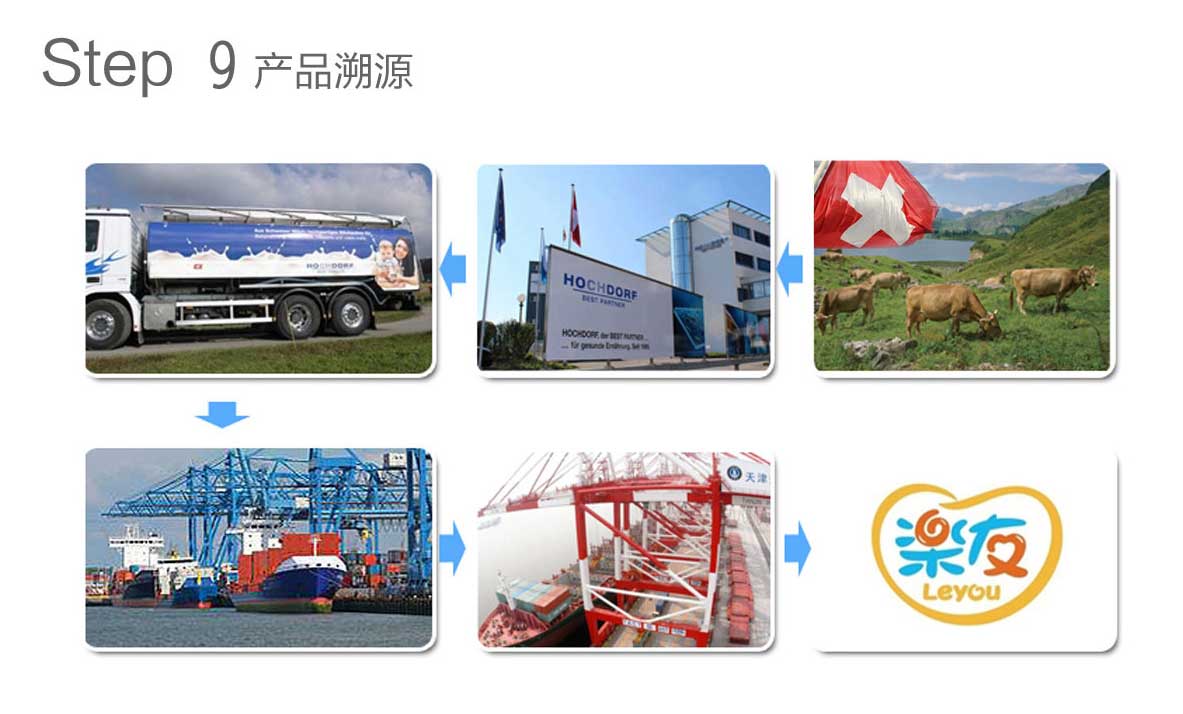 Step 9 产品溯源
HOCHDORF
HOCHDORF
BEST PARTNER
HOCHDORF, der BEST PARTNER ...
... für gesunde Ernährung. Seit 1895.
天津
樂友
Leyou